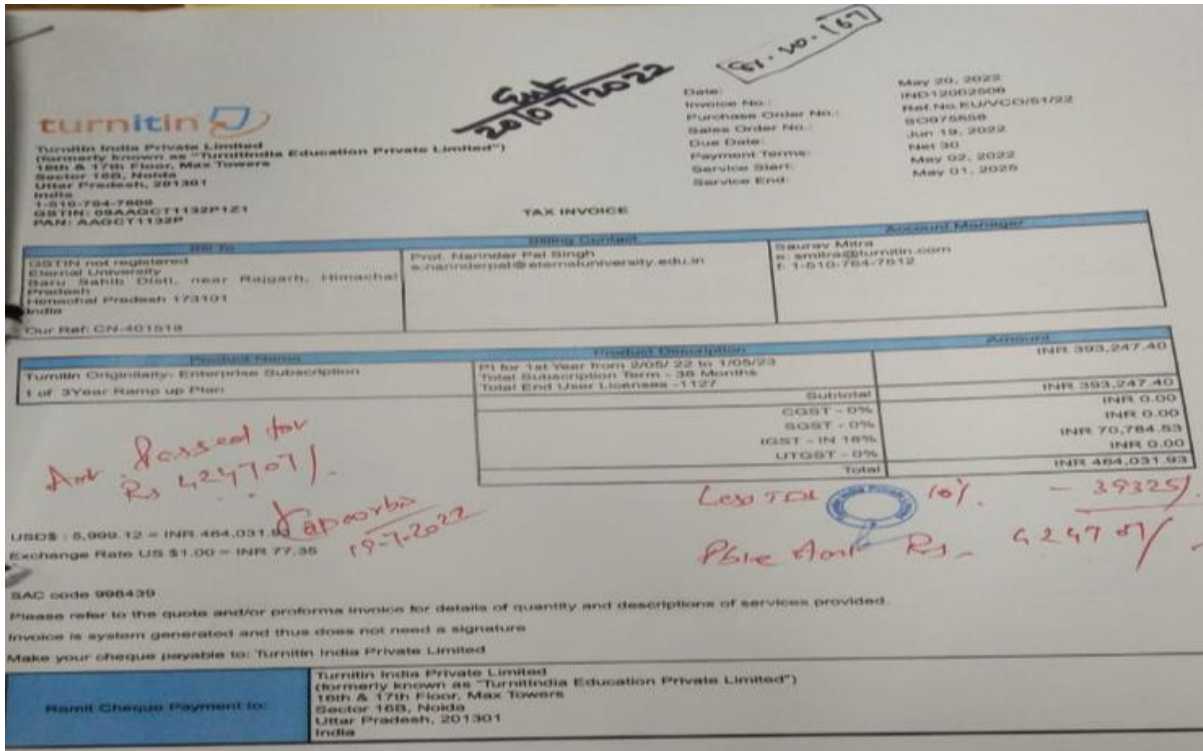 St. No. 167
Ent
20/07/2022
turnitin
Turnitin India Private Limited
(formerly known as "TurnitIndia Education Private Limited")
16th & 17th Floor, Max Towers
Sector 16B, Noida
Uttar Pradesh, 201301
India
1-510-764-7600
GSTIN: 09AAGCT1132P1Z1
PAN: AAGCT1132P
Date: May 20, 2022
Invoice No.: IND12002506
Purchase Order No.: Ref.No.EU/VCO/51/22
Sales Order No.: SO975858
Due Date: Jun 19, 2022
Payment Terms: Net 30
Service Start: May 02, 2022
Service End: May 01, 2025
TAX INVOICE
Bill To Billing Contact Account Manager
GSTIN not registered
Eternal University
Baru Sahib Distt, near Rajgarh, Himachal
Pradesh
Himachal Pradesh 173101
India
Our Ref: CN-401518
Prof. Narinder Pal Singh
e:narinderpal@eternaluniversity.edu.in
Saurav Mitra
e: smitra@turnitin.com
t: 1-510-764-7612
Product Name Product Description Amount
Turnitin Originality- Enterprise Subscription
1 of 3Year Ramp up Plan
PI for 1st Year from 2/05/ 22 to 1/05/23
Total Subscription Term - 36 Months
Total End User Licenses -1127
INR 393,247.40
Subtotal INR 393,247.40
CGST - 0% INR 0.00
SGST - 0% INR 0.00
IGST - IN 18% INR 70,784.53
UTGST - 0% INR 0.00
Total INR 464,031.93
Amt Passed for
Rs 424707/.
19-7-2022
Less TDS 10%. - 39325/
Pble Amt Rs. 424707/
USD$ : 5,999.12 = INR 464,031.93
Exchange Rate US $1.00 = INR 77.35
SAC code 998439
Please refer to the quote and/or proforma invoice for details of quantity and descriptions of services provided.
Invoice is system generated and thus does not need a signature
Make your cheque payable to: Turnitin India Private Limited
Remit Cheque Payment to:
Turnitin India Private Limited
(formerly known as "TurnitIndia Education Private Limited")
16th & 17th Floor, Max Towers
Sector 16B, Noida
Uttar Pradesh, 201301
India